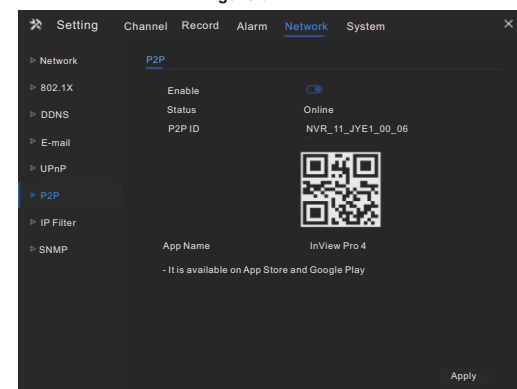 Setting Channel Record Alarm Network System
Network
802.1X
DDNS
E-mail
UPnP
P2P
IP Filter
SNMP
P2P
Enable
Status Online
P2P ID NVR_11_JYE1_00_06
App Name InView Pro 4
- It is available on App Store and Google Play
Apply